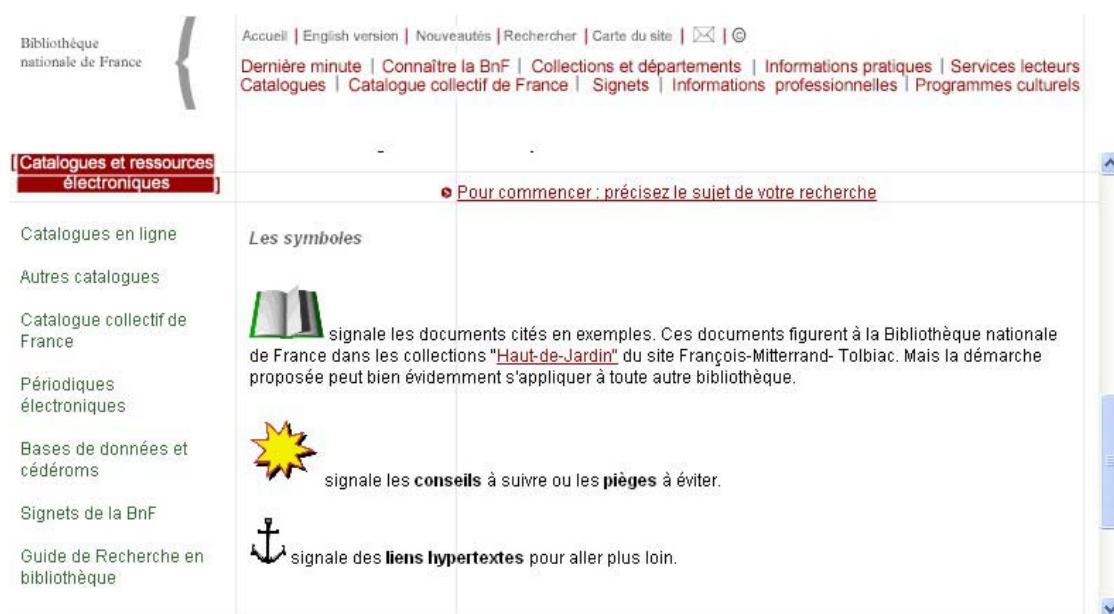 Bibliothèque
nationale de France
Accueil | English version | Nouveautés | Rechercher | Carte du site | | ©
Dernière minute | Connaître la BnF | Collections et départements | Informations pratiques | Services lecteurs
Catalogues | Catalogue collectif de France | Signets | Informations professionnelles | Programmes culturels
[Catalogues et ressources
électroniques]
Pour commencer : précisez le sujet de votre recherche
Catalogues en ligne
Autres catalogues
Catalogue collectif de
France
Périodiques
électroniques
Bases de données et
cédéroms
Signets de la BnF
Guide de Recherche en
bibliothèque
Les symboles
signale les documents cités en exemples. Ces documents figurent à la Bibliothèque nationale
de France dans les collections "Haut-de-Jardin" du site François-Mitterrand- Tolbiac. Mais la démarche
proposée peut bien évidemment s'appliquer à toute autre bibliothèque.
signale les conseils à suivre ou les pièges à éviter.
signale des liens hypertextes pour aller plus loin.